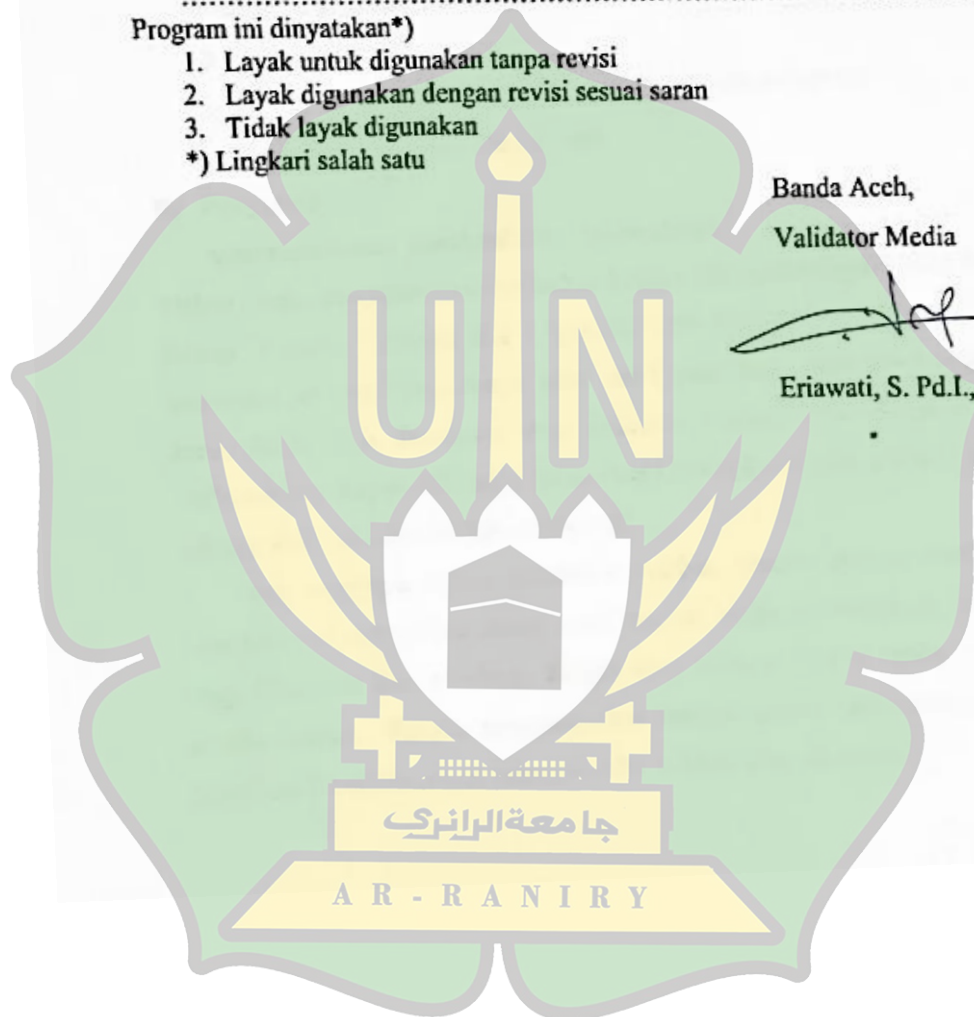 Program ini dinyatakan*)
1. Layak untuk digunakan tanpa revisi
2. Layak digunakan dengan revisi sesuai saran
3. Tidak layak digunakan
*) Lingkari salah satu
Banda Aceh,
Validator Media
Eriawati, S. Pd.I.,
UIN
جامعة الرانري
AR-RANIRY